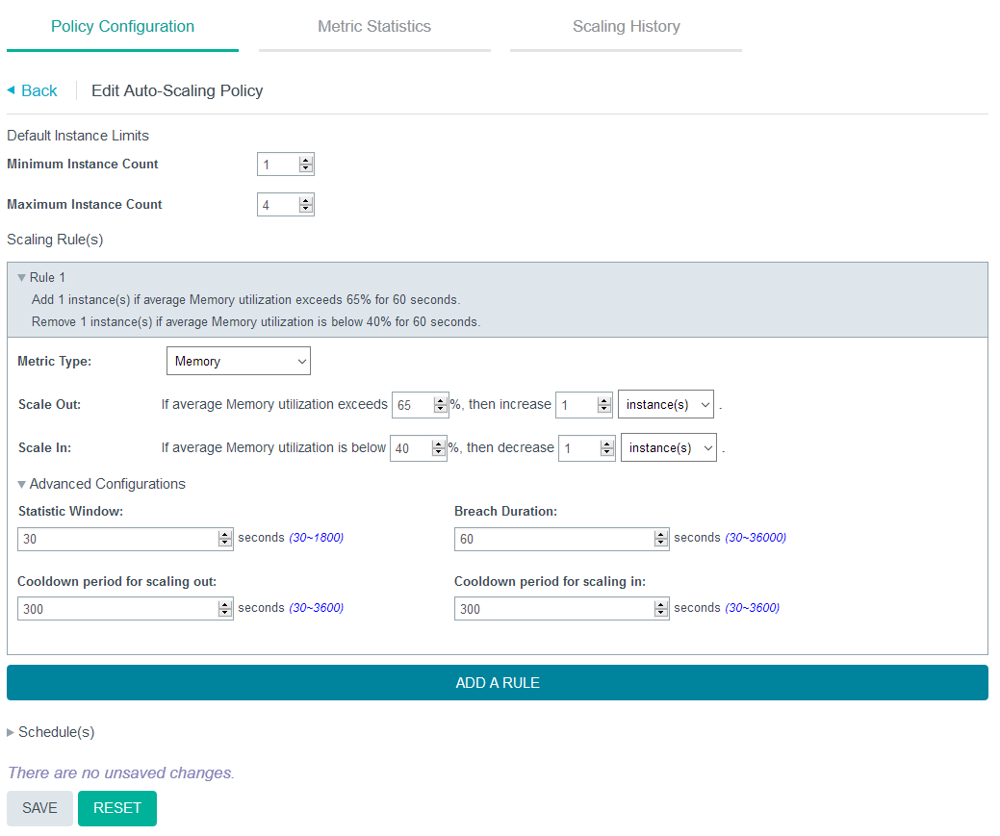 Policy Configuration Metric Statistics Scaling History
Back Edit Auto-Scaling Policy
Default Instance Limits
Minimum Instance Count 1
Maximum Instance Count 4
Scaling Rule(s)
Rule 1
Add 1 instance(s) if average Memory utilization exceeds 65% for 60 seconds.
Remove 1 instance(s) if average Memory utilization is below 40% for 60 seconds.
Metric Type: Memory
Scale Out: If average Memory utilization exceeds 65 %, then increase 1 instance(s) .
Scale In: If average Memory utilization is below 40 %, then decrease 1 instance(s) .
Advanced Configurations
Statistic Window: Breach Duration:
30 seconds (30~1800) 60 seconds (30~36000)
Cooldown period for scaling out: Cooldown period for scaling in:
300 seconds (30~3600) 300 seconds (30~3600)
ADD A RULE
Schedule(s)
There are no unsaved changes.
SAVE RESET